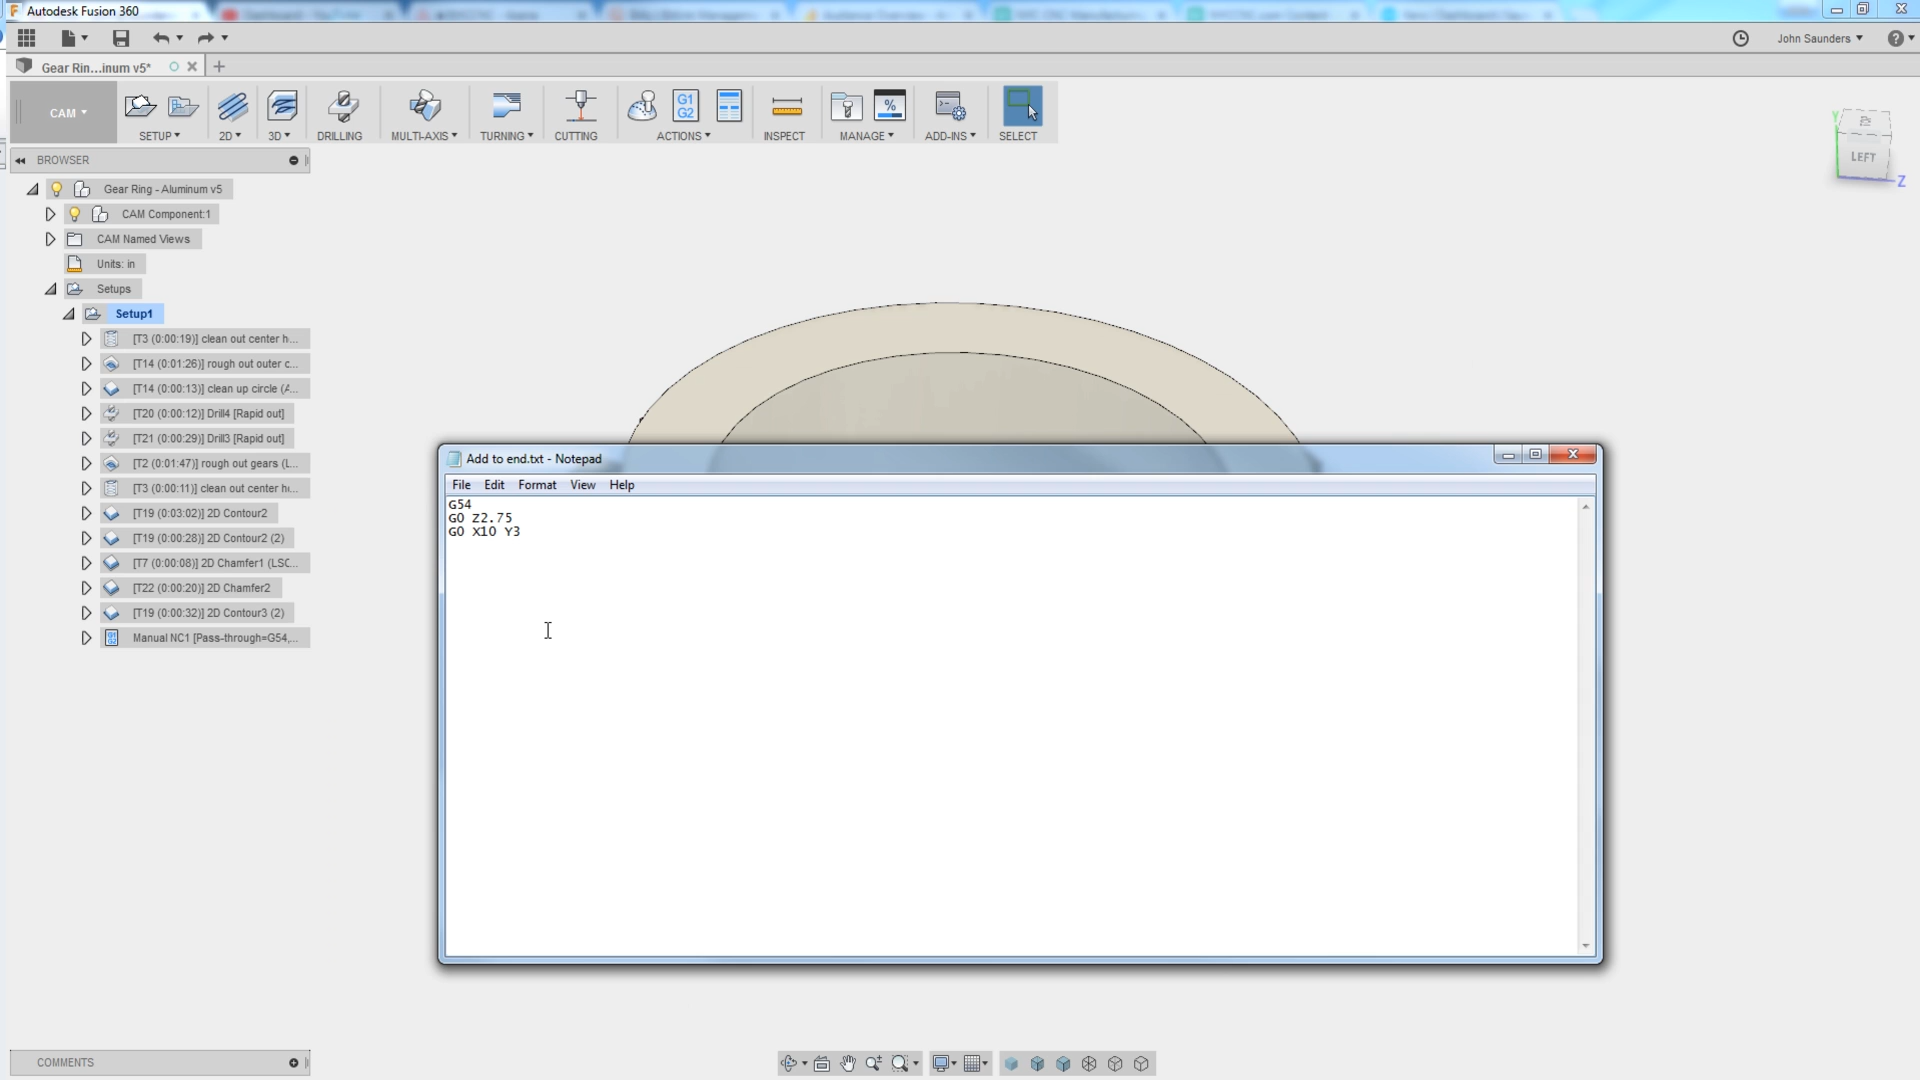 Autodesk Fusion 360
John Saunders
Gear Rin...inum v5*
CAM
SETUP
2D
3D
DRILLING
MULTI-AXIS
TURNING
CUTTING
G1
G2
ACTIONS
INSPECT
%
MANAGE
ADD-INS
SELECT
LEFT
Y
Z
BROWSER
Gear Ring - Aluminum v5
CAM Component:1
CAM Named Views
Units: in
Setups
Setup1
[T3 (0:00:19)] clean out center h...
[T14 (0:01:26)] rough out outer c...
[T14 (0:00:13)] clean up circle (A...
[T20 (0:00:12)] Drill4 [Rapid out]
[T21 (0:00:29)] Drill3 [Rapid out]
[T2 (0:01:47)] rough out gears (L...
[T3 (0:00:11)] clean out center h...
[T19 (0:03:02)] 2D Contour2
[T19 (0:00:28)] 2D Contour2 (2)
[T7 (0:00:08)] 2D Chamfer1 (LSC...
[T22 (0:00:20)] 2D Chamfer2
[T19 (0:00:32)] 2D Contour3 (2)
Manual NC1 [Pass-through=G54,...
Add to end.txt - Notepad
File Edit Format View Help
G54
G0 Z2.75
G0 X10 Y3
COMMENTS